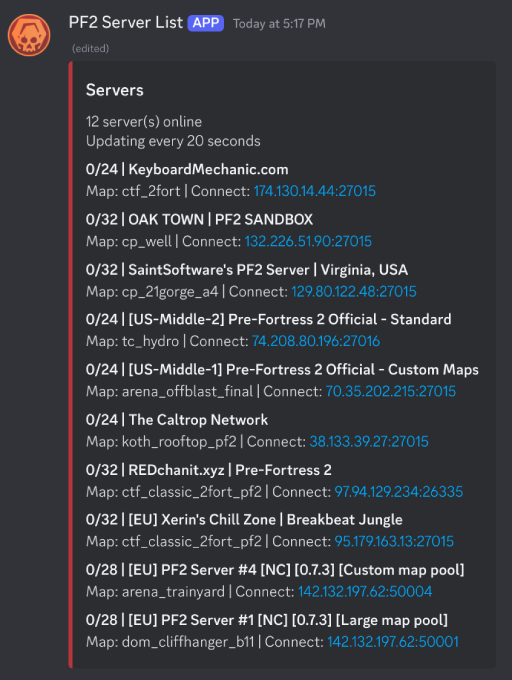 PF2 Server List APP Today at 5:17 PM
(edited)
Servers
12 server(s) online
Updating every 20 seconds
0/24 | KeyboardMechanic.com
Map: ctf_2fort | Connect: 174.130.14.44:27015
0/32 | OAK TOWN | PF2 SANDBOX
Map: cp_well | Connect: 132.226.51.90:27015
0/32 | SaintSoftware's PF2 Server | Virginia, USA
Map: cp_21gorge_a4 | Connect: 129.80.122.48:27015
0/24 | [US-Middle-2] Pre-Fortress 2 Official - Standard
Map: tc_hydro | Connect: 74.208.80.196:27016
0/24 | [US-Middle-1] Pre-Fortress 2 Official - Custom Maps
Map: arena_offblast_final | Connect: 70.35.202.215:27015
0/24 | The Caltrop Network
Map: koth_rooftop_pf2 | Connect: 38.133.39.27:27015
0/32 | REDchanit.xyz | Pre-Fortress 2
Map: ctf_classic_2fort_pf2 | Connect: 97.94.129.234:26335
0/32 | [EU] Xerin's Chill Zone | Breakbeat Jungle
Map: ctf_classic_2fort_pf2 | Connect: 95.179.163.13:27015
0/28 | [EU] PF2 Server #4 [NC] [0.7.3] [Custom map pool]
Map: arena_trainyard | Connect: 142.132.197.62:50004
0/28 | [EU] PF2 Server #1 [NC] [0.7.3] [Large map pool]
Map: dom_cliffhanger_b11 | Connect: 142.132.197.62:50001